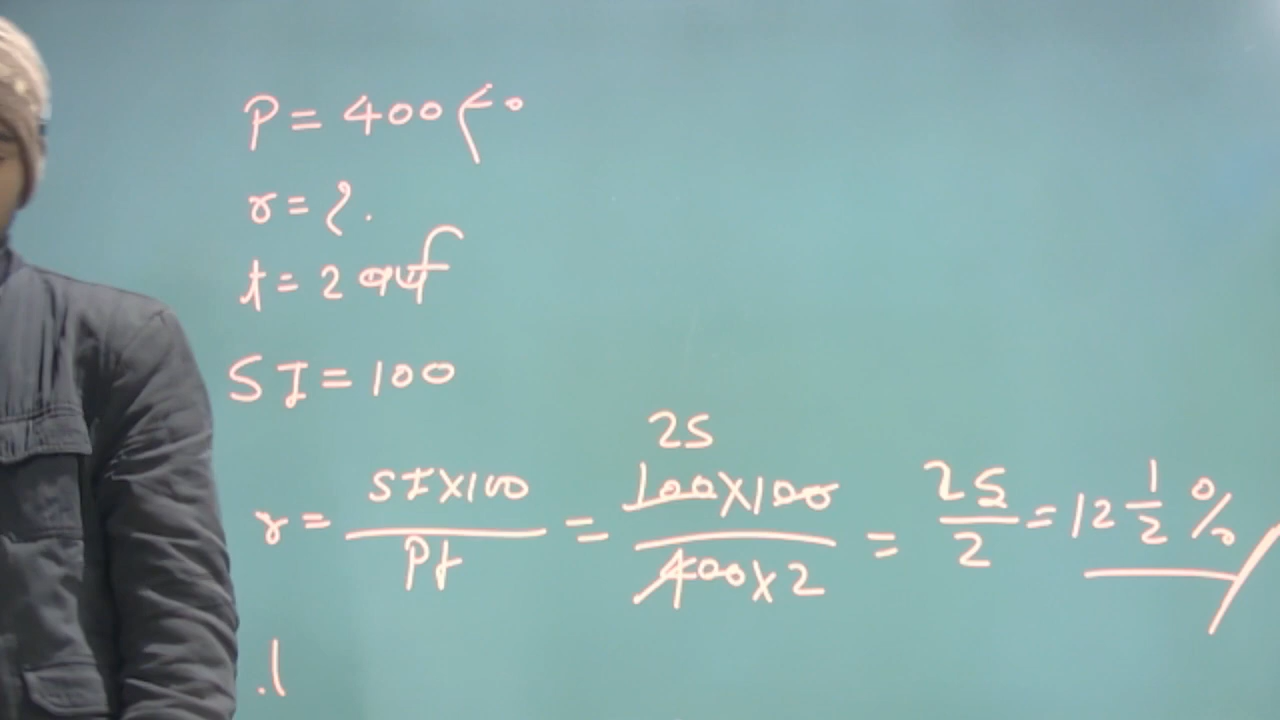 P = 400 ₹०
r = ?.
t = 2 वर्ष
SI = 100
r = SI×100 / Pt = 25 100×100 / 400×2 = 25/2 = 12 1/2 %
.1